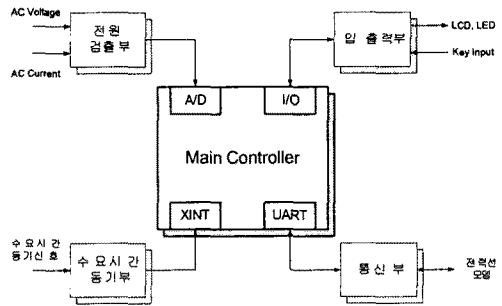 AC Voltage
AC Current
전원
검출부
입 출력부
LCD, LED
Key Input
A/D
I/O
Main Controller
XINT
UART
수요시간
동기신호
수요시간
동기부
통신부
전력선
모뎀